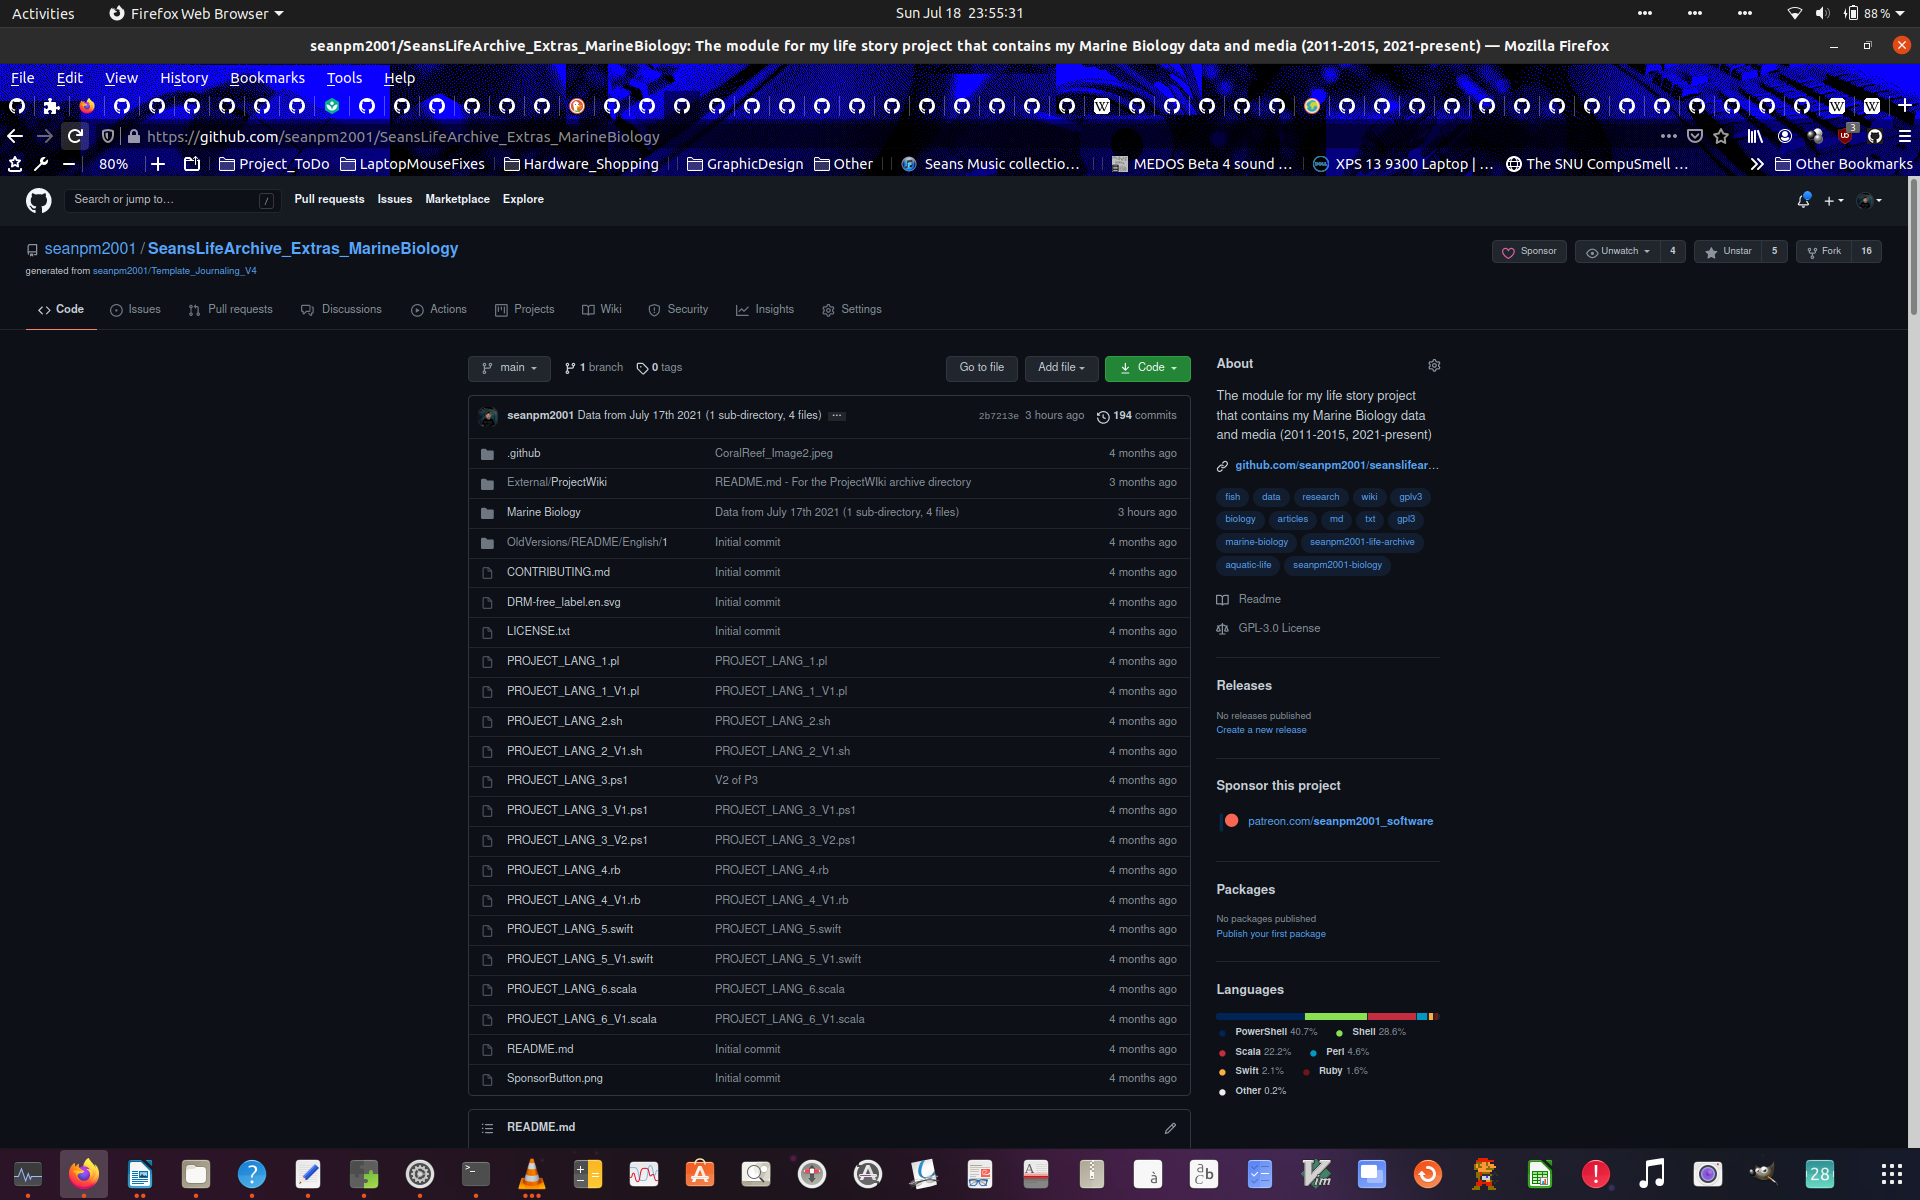 Activities Firefox Web Browser Sun Jul 18 23:55:31 88 %
seanpm2001/SeansLifeArchive_Extras_MarineBiology: The module for my life story project that contains my Marine Biology data and media (2011-2015, 2021-present) — Mozilla Firefox
File Edit View History Bookmarks Tools Help
https://github.com/seanpm2001/SeansLifeArchive_Extras_MarineBiology 3
80% Project_ToDo LaptopMouseFixes Hardware_Shopping GraphicDesign Other Seans Music collectio… MEDOS Beta 4 sound … XPS 13 9300 Laptop | … The SNU CompuSmell … Other Bookmarks
Search or jump to… / Pull requests Issues Marketplace Explore
seanpm2001 / SeansLifeArchive_Extras_MarineBiology Sponsor Unwatch 4 Unstar 5 Fork 16
generated from seanpm2001/Template_Journaling_V4
Code Issues Pull requests Discussions Actions Projects Wiki Security Insights Settings
main 1 branch 0 tags Go to file Add file Code
seanpm2001 Data from July 17th 2021 (1 sub-directory, 4 files) 2b7213e 3 hours ago 194 commits
.github CoralReef_Image2.jpeg 4 months ago
External/ProjectWiki README.md - For the ProjectWIki archive directory 3 months ago
Marine Biology Data from July 17th 2021 (1 sub-directory, 4 files) 3 hours ago
OldVersions/README/English/1 Initial commit 4 months ago
CONTRIBUTING.md Initial commit 4 months ago
DRM-free_label.en.svg Initial commit 4 months ago
LICENSE.txt Initial commit 4 months ago
PROJECT_LANG_1.pl PROJECT_LANG_1.pl 4 months ago
PROJECT_LANG_1_V1.pl PROJECT_LANG_1_V1.pl 4 months ago
PROJECT_LANG_2.sh PROJECT_LANG_2.sh 4 months ago
PROJECT_LANG_2_V1.sh PROJECT_LANG_2_V1.sh 4 months ago
PROJECT_LANG_3.ps1 V2 of P3 4 months ago
PROJECT_LANG_3_V1.ps1 PROJECT_LANG_3_V1.ps1 4 months ago
PROJECT_LANG_3_V2.ps1 PROJECT_LANG_3_V2.ps1 4 months ago
PROJECT_LANG_4.rb PROJECT_LANG_4.rb 4 months ago
PROJECT_LANG_4_V1.rb PROJECT_LANG_4_V1.rb 4 months ago
PROJECT_LANG_5.swift PROJECT_LANG_5.swift 4 months ago
PROJECT_LANG_5_V1.swift PROJECT_LANG_5_V1.swift 4 months ago
PROJECT_LANG_6.scala PROJECT_LANG_6.scala 4 months ago
PROJECT_LANG_6_V1.scala PROJECT_LANG_6_V1.scala 4 months ago
README.md Initial commit 4 months ago
SponsorButton.png Initial commit 4 months ago
README.md
About
The module for my life story project
that contains my Marine Biology data
and media (2011-2015, 2021-present)
github.com/seanpm2001/seanslifear…
fish data research wiki gplv3
biology articles md txt gpl3
marine-biology seanpm2001-life-archive
aquatic-life seanpm2001-biology
Readme
GPL-3.0 License
Releases
No releases published
Create a new release
Sponsor this project
patreon.com/seanpm2001_software
Packages
No packages published
Publish your first package
Languages
PowerShell 40.7% Shell 28.6%
Scala 22.2% Perl 4.6%
Swift 2.1% Ruby 1.6%
Other 0.2%
28